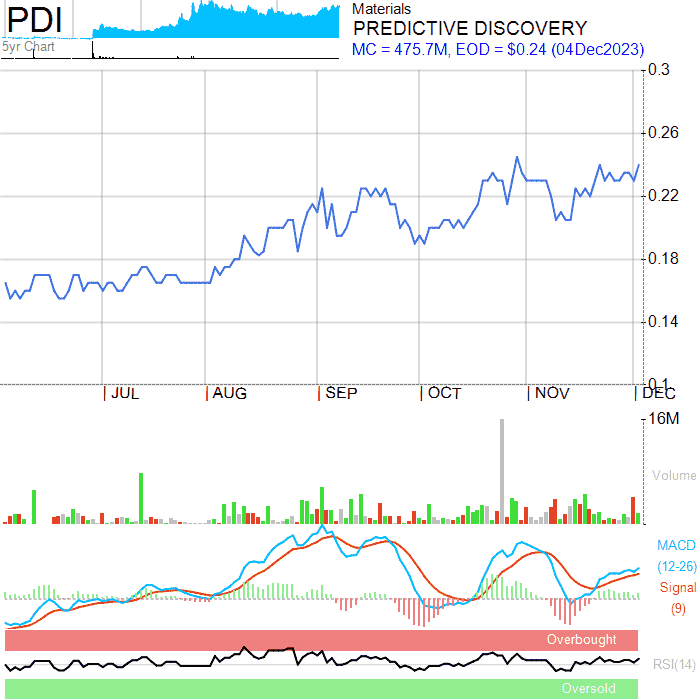 PDI
5yr Chart
Materials
PREDICTIVE DISCOVERY
MC = 475.7M, EOD = $0.24 (04Dec2023)
0.3
0.26
0.22
0.18
0.14
0.1
JUL AUG SEP OCT NOV DEC
16M
Volume
MACD
(12-26)
Signal
(9)
Overbought
RSI(14)
Oversold